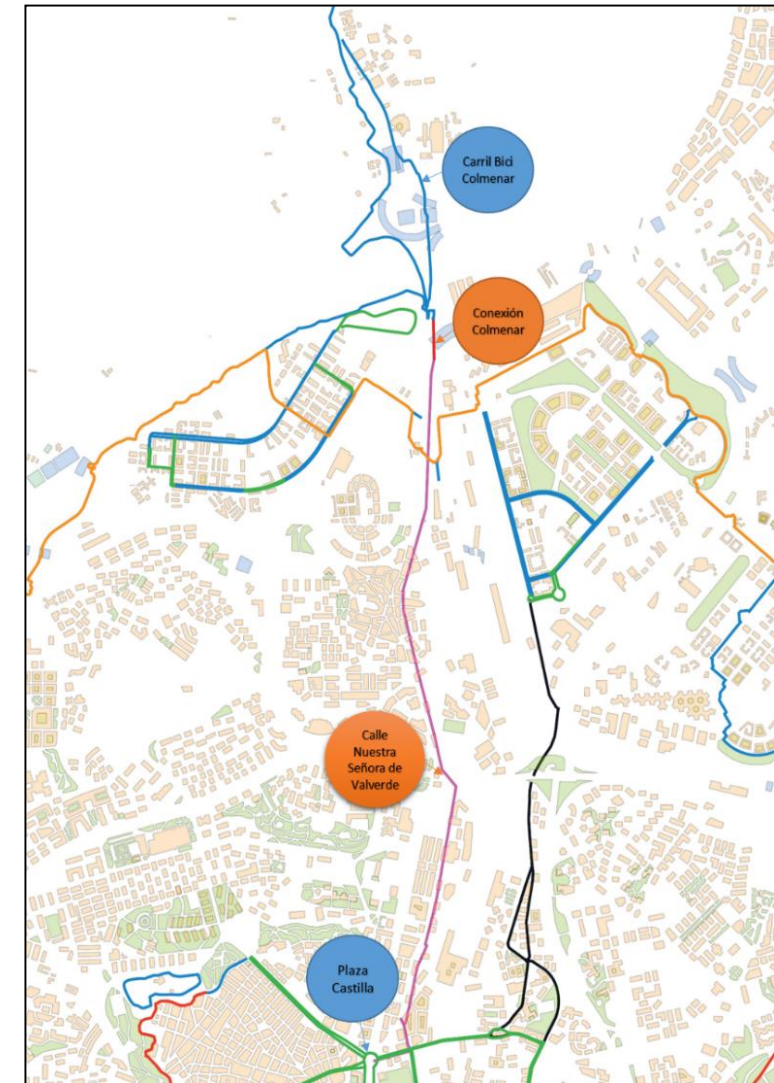 Carril Bici
Colmenar
Conexión
Colmenar
Calle
Nuestra
Señora de
Valverde
Plaza
Castilla